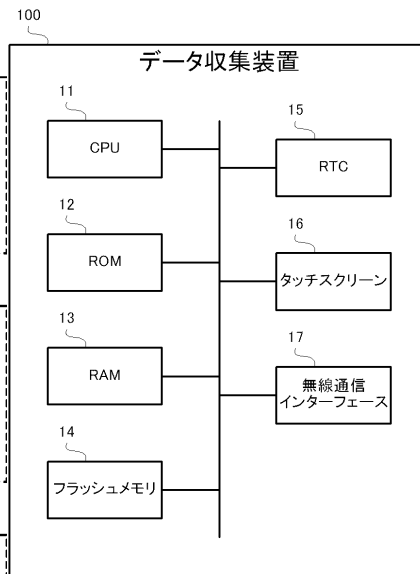 100
データ収集装置
11
CPU
12
ROM
13
RAM
14
フラッシュメモリ
15
RTC
16
タッチスクリーン
17
無線通信
インターフェース